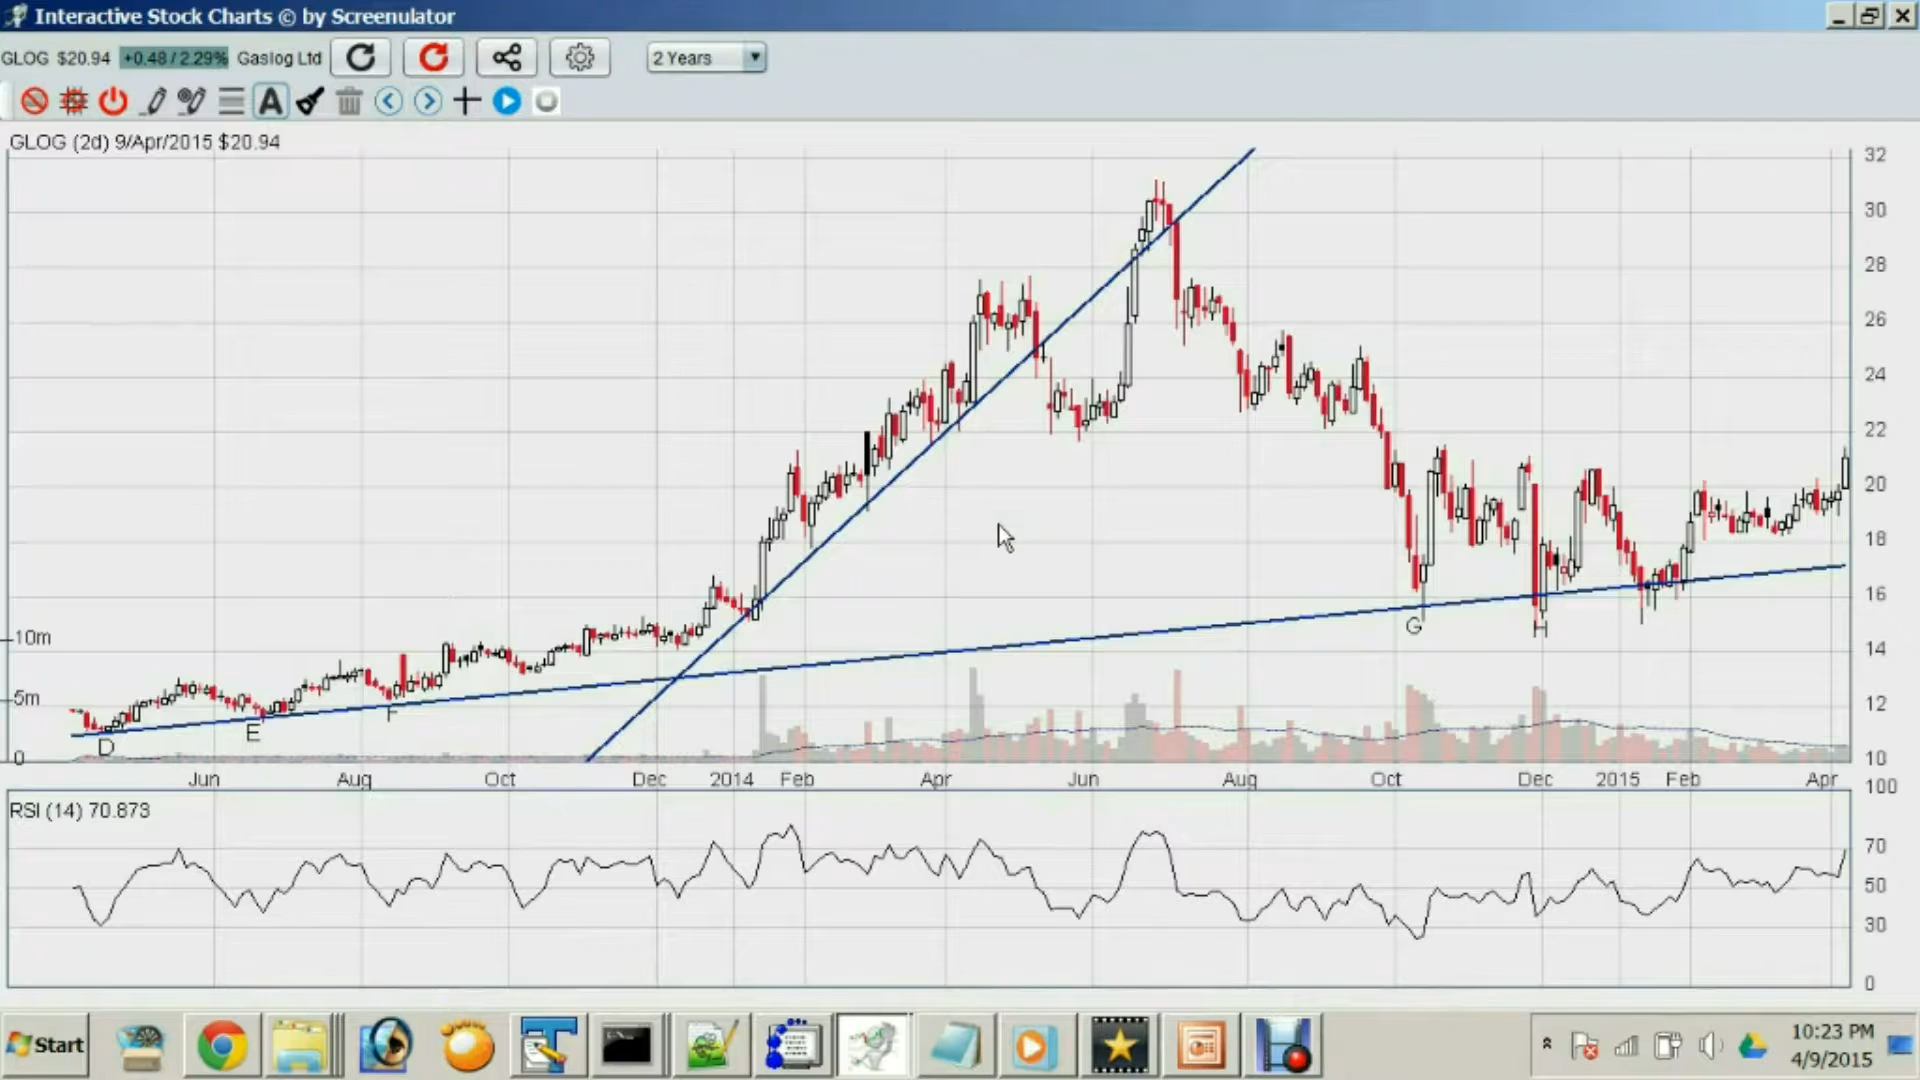 Interactive Stock Charts © by Screenulator
GLOG $20.94 +0.48 / 2.29% Gaslog Ltd 2 Years
A
GLOG (2d) 9/Apr/2015 $20.94
32
30
28
26
24
22
20
18
16
14
12
10
10m
5m
0
D E F G H
Jun Aug Oct Dec 2014 Feb Apr Jun Aug Oct Dec 2015 Feb Apr
RSI (14) 70.873
100
70
50
30
0
Start
10:23 PM
4/9/2015